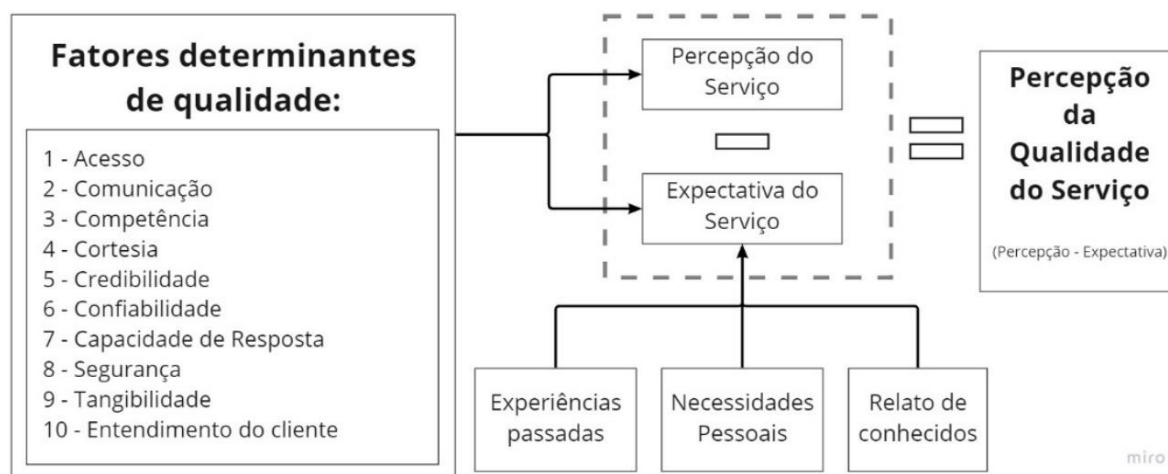 Fatores determinantes
de qualidade:
1 - Acesso
2 - Comunicação
3 - Competência
4 - Cortesia
5 - Credibilidade
6 - Confiabilidade
7 - Capacidade de Resposta
8 - Segurança
9 - Tangibilidade
10 - Entendimento do cliente
Percepção do
Serviço
Expectativa do
Serviço
Percepção
da
Qualidade
do Serviço
(Percepção - Expectativa)
Experiências
passadas
Necessidades
Pessoais
Relato de
conhecidos
miro